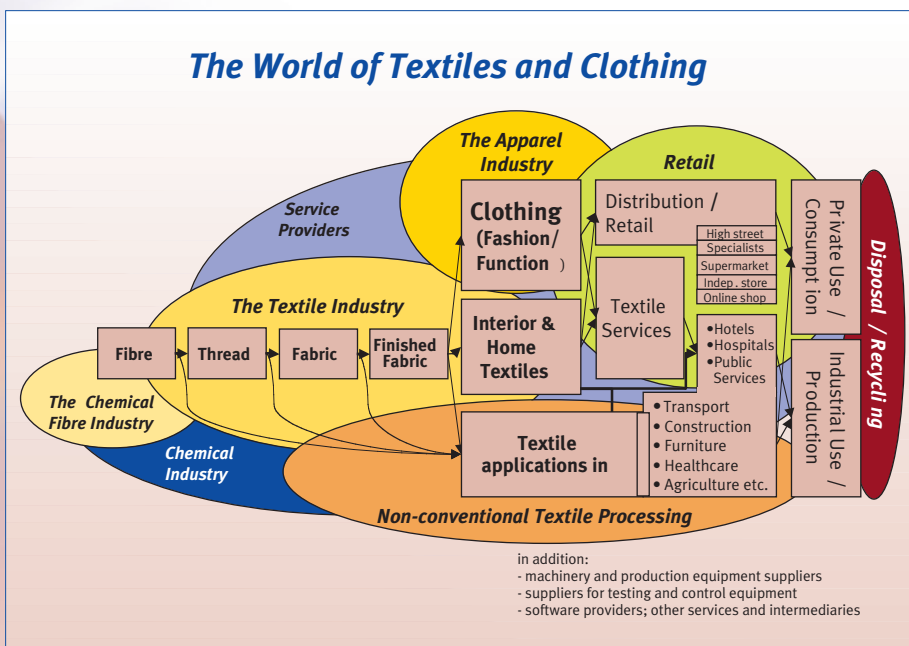 The World of Textiles and Clothing
The Apparel
Industry
Retail
Service
Providers
Clothing
(Fashion/
Function )
Distribution /
Retail
High street
Specialists
Supermarket
Indep. store
Online shop
Private Use /
Consumpt ion
Disposal / Recycling
The Textile Industry
Textile
Services
Fibre
Thread
Fabric
Finished
Fabric
Interior &
Home
Textiles
• Hotels
• Hospitals
• Public
Services
Industrial Use /
Production
The Chemical
Fibre Industry
Chemical
Industry
Textile
applications in
• Transport
• Construction
• Furniture
• Healthcare
• Agriculture etc.
Non-conventional Textile Processing
in addition:
- machinery and production equipment suppliers
- suppliers for testing and control equipment
- software providers; other services and intermediaries